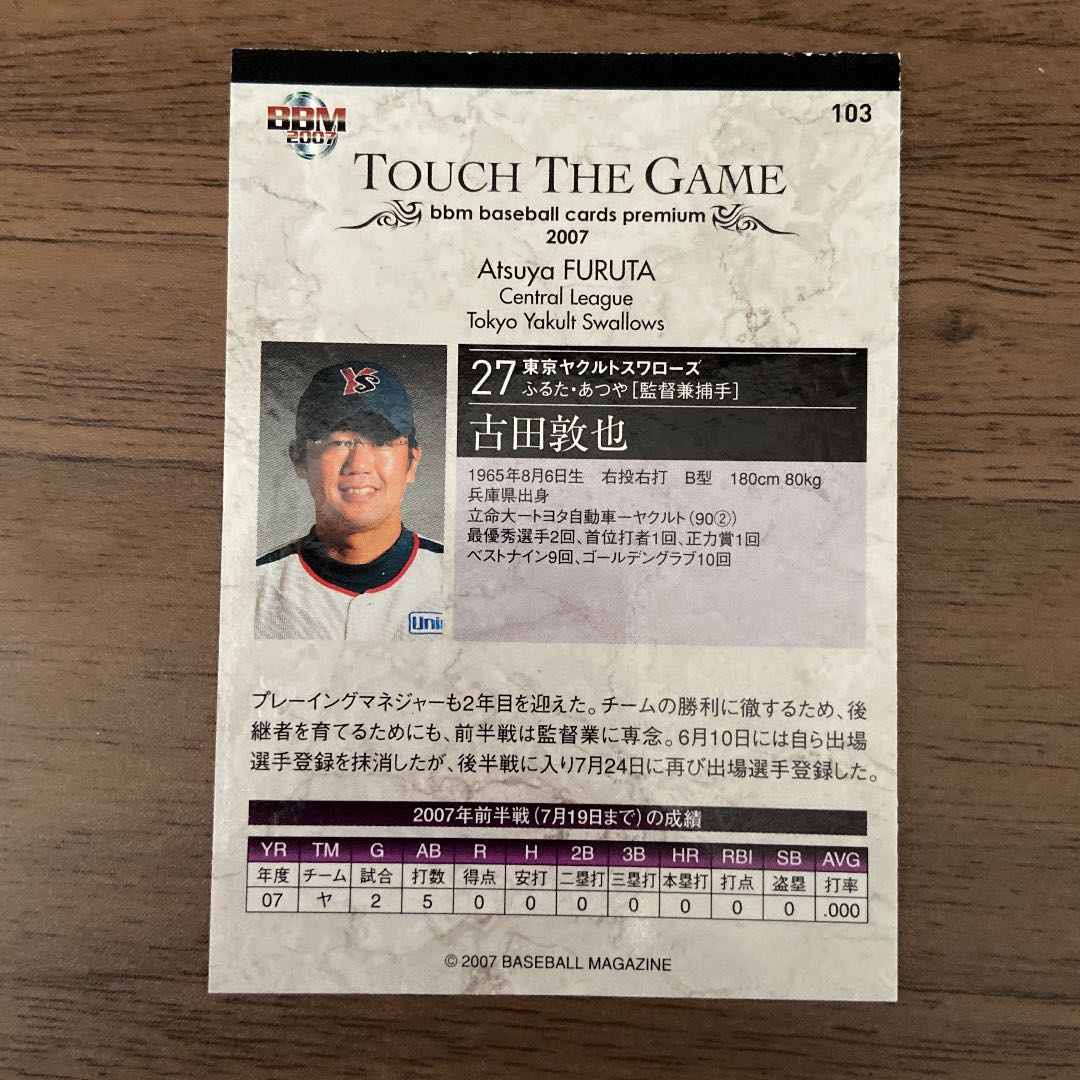 BBM
2007
103
TOUCH THE GAME
bbm baseball cards premium
2007
Atsuya FURUTA
Central League
Tokyo Yakult Swallows
YS
Uni
27 東京ヤクルトスワローズ
ふるた・あつや[監督兼捕手]
古田敦也
1965年8月6日生 右投右打 B型 180cm 80kg
兵庫県出身
立命大ートヨタ自動車ーヤクルト(90②)
最優秀選手2回、首位打者1回、正力賞1回
ベストナイン9回、ゴールデングラブ10回
プレーイングマネジャーも2年目を迎えた。チームの勝利に徹するため、後
継者を育てるためにも、前半戦は監督業に専念。6月10日には自ら出場
選手登録を抹消したが、後半戦に入り7月24日に再び出場選手登録した。
2007年前半戦(7月19日まで)の成績
YR TM G AB R H 2B 3B HR RBI SB AVG
年度 チーム 試合 打数 得点 安打 二塁打 三塁打 本塁打 打点 盗塁 打率
07 ヤ 2 5 0 0 0 0 0 0 0 .000
© 2007 BASEBALL MAGAZINE